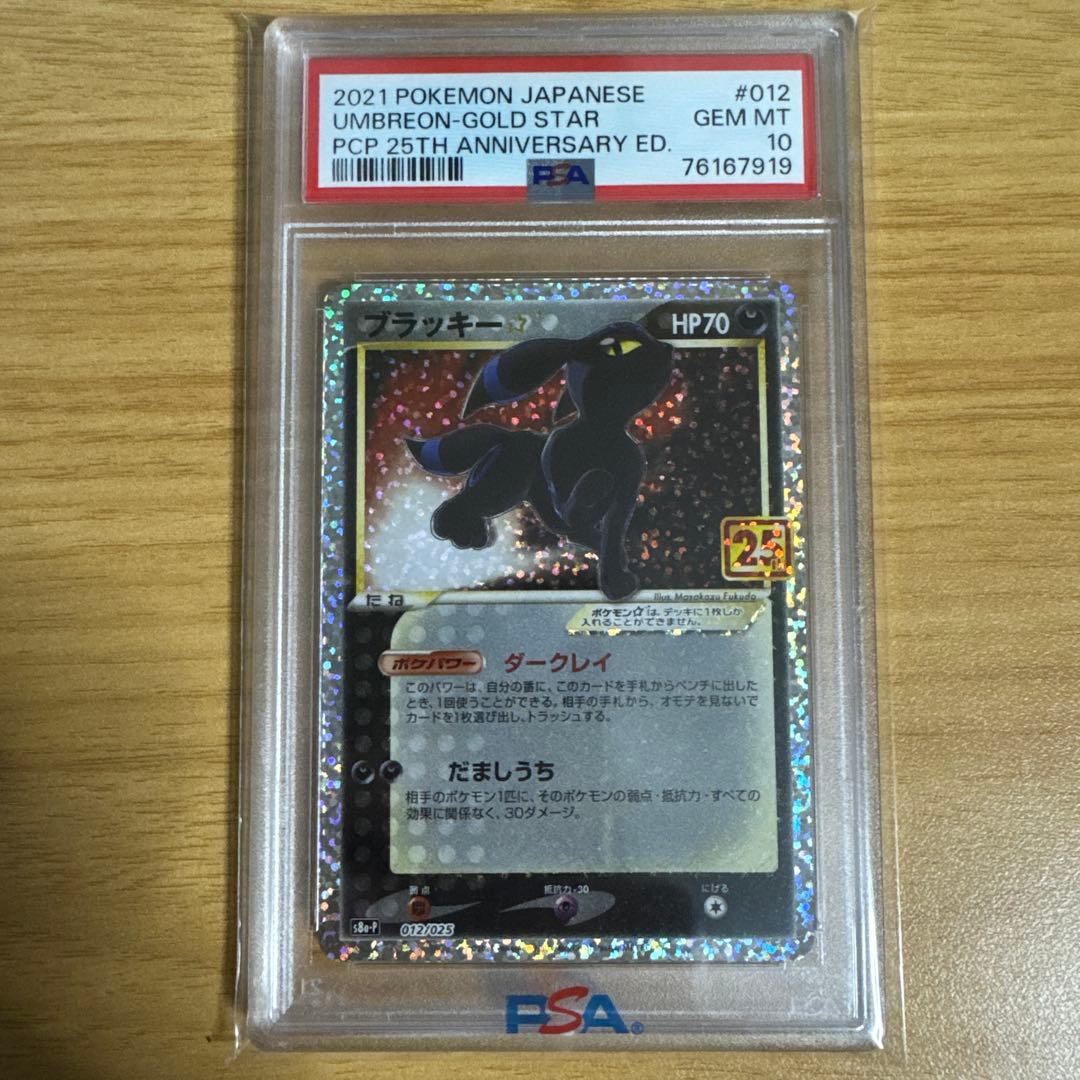 2021 POKEMON JAPANESE #012
UMBREON-GOLD STAR GEM MT
PCP 25TH ANNIVERSARY ED. 10
PSA 76167919
ブラッキー☆ HP70
25
たね
Illus. Masakazu Fukuda
ポケモン☆は、デッキに1枚しか
入れることができません。
ポケパワー ダークレイ
このパワーは、自分の番に、このカードを手札からベンチに出した
とき、1回使うことができる。相手の手札から、オモテを見ないで
カードを1枚選び出し、トラッシュする。
だましうち
相手のポケモン1匹に、そのポケモンの弱点・抵抗力・すべての
効果に関係なく、30ダメージ。
弱点 抵抗力-30 にげる
s8a-P 012/025
PSA®